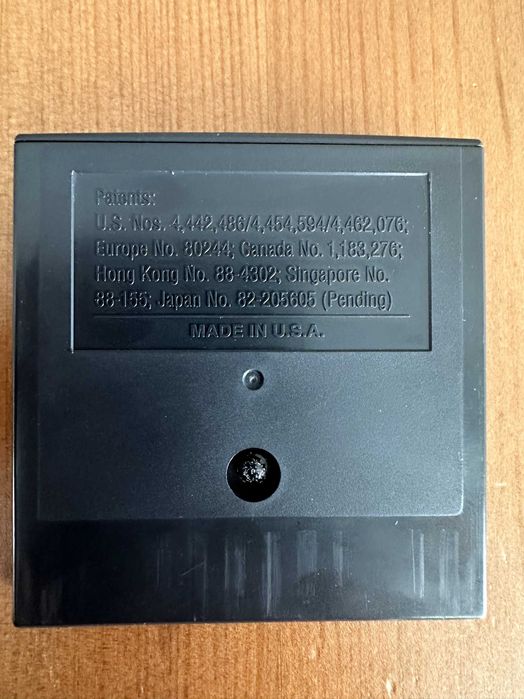 Patents:
U.S. Nos. 4,442,486/4,454,594/4,462,076;
Europe No. 80244; Canada No. 1,183,276;
Hong Kong No. 88-4302; Singapore No.
88-155; Japan No. 82-205605 (Pending)
MADE IN U.S.A.